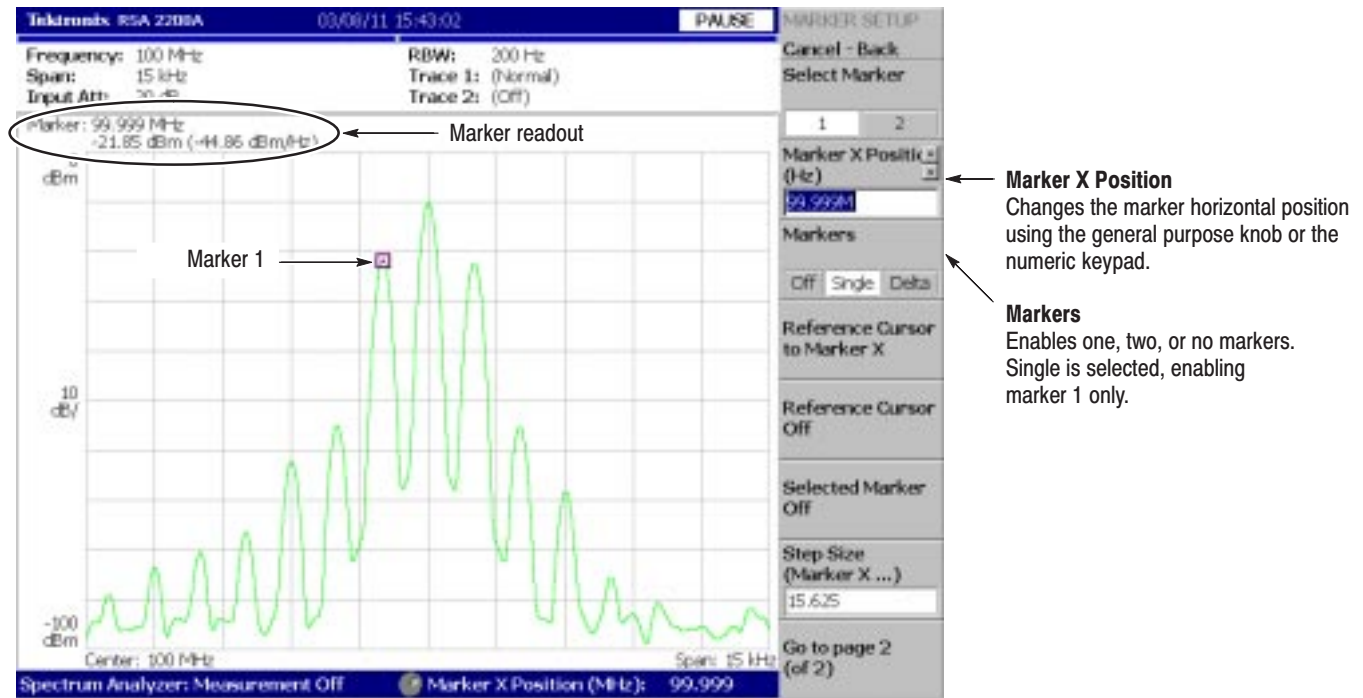 Tektronix RSA 2200A 03/08/11 15:43:02 PAUSE
Frequency: 100 MHz RBW: 200 Hz
Span: 15 kHz Trace 1: (Normal)
Input Att: 20 dB Trace 2: (Off)
Marker: 99.999 MHz
-21.85 dBm (-44.86 dBm/Hz)
Marker readout
dBm
Marker 1
10
dB/
-100
dBm
Center: 100 MHz Span: 15 kHz
Spectrum Analyzer: Measurement Off Marker X Position (MHz): 99.999
MARKER SETUP
Cancel - Back
Select Marker
1 2
Marker X Positic
(Hz)
99.999M
Markers
Off Single Delta
Reference Cursor
to Marker X
Reference Cursor
Off
Selected Marker
Off
Step Size
(Marker X ...)
15.625
Go to page 2
(of 2)
Marker X Position
Changes the marker horizontal position
using the general purpose knob or the
numeric keypad.
Markers
Enables one, two, or no markers.
Single is selected, enabling
marker 1 only.